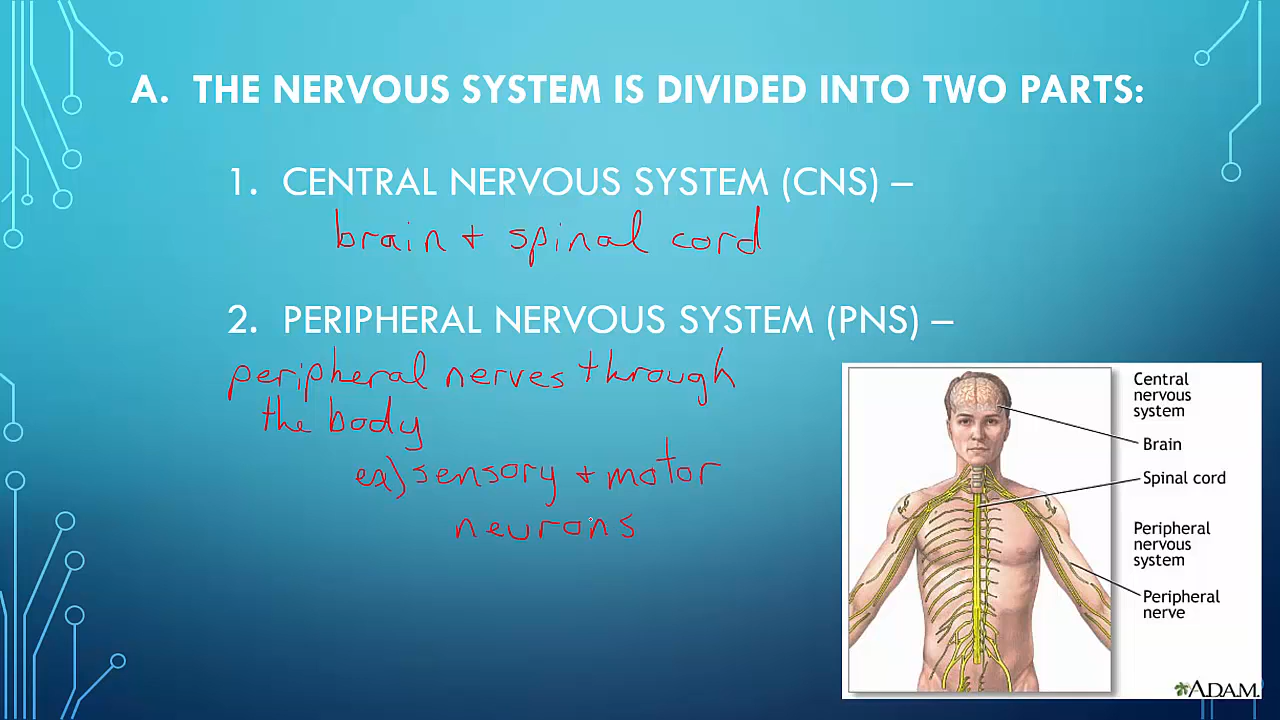 A. THE NERVOUS SYSTEM IS DIVIDED INTO TWO PARTS:
1. CENTRAL NERVOUS SYSTEM (CNS) –
brain + spinal cord
2. PERIPHERAL NERVOUS SYSTEM (PNS) –
peripheral nerves through
the body
ex) sensory + motor
neurons
Central
nervous
system
Brain
Spinal cord
Peripheral
nervous
system
Peripheral
nerve
ADAM.